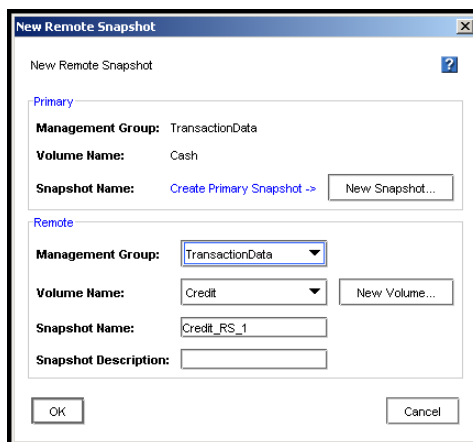 New Remote Snapshot
New Remote Snapshot
Primary
Management Group: TransactionData
Volume Name: Cash
Snapshot Name: Create Primary Snapshot -> New Snapshot...
Remote
Management Group: TransactionData
Volume Name: Credit New Volume...
Snapshot Name: Credit_RS_1
Snapshot Description:
OK Cancel